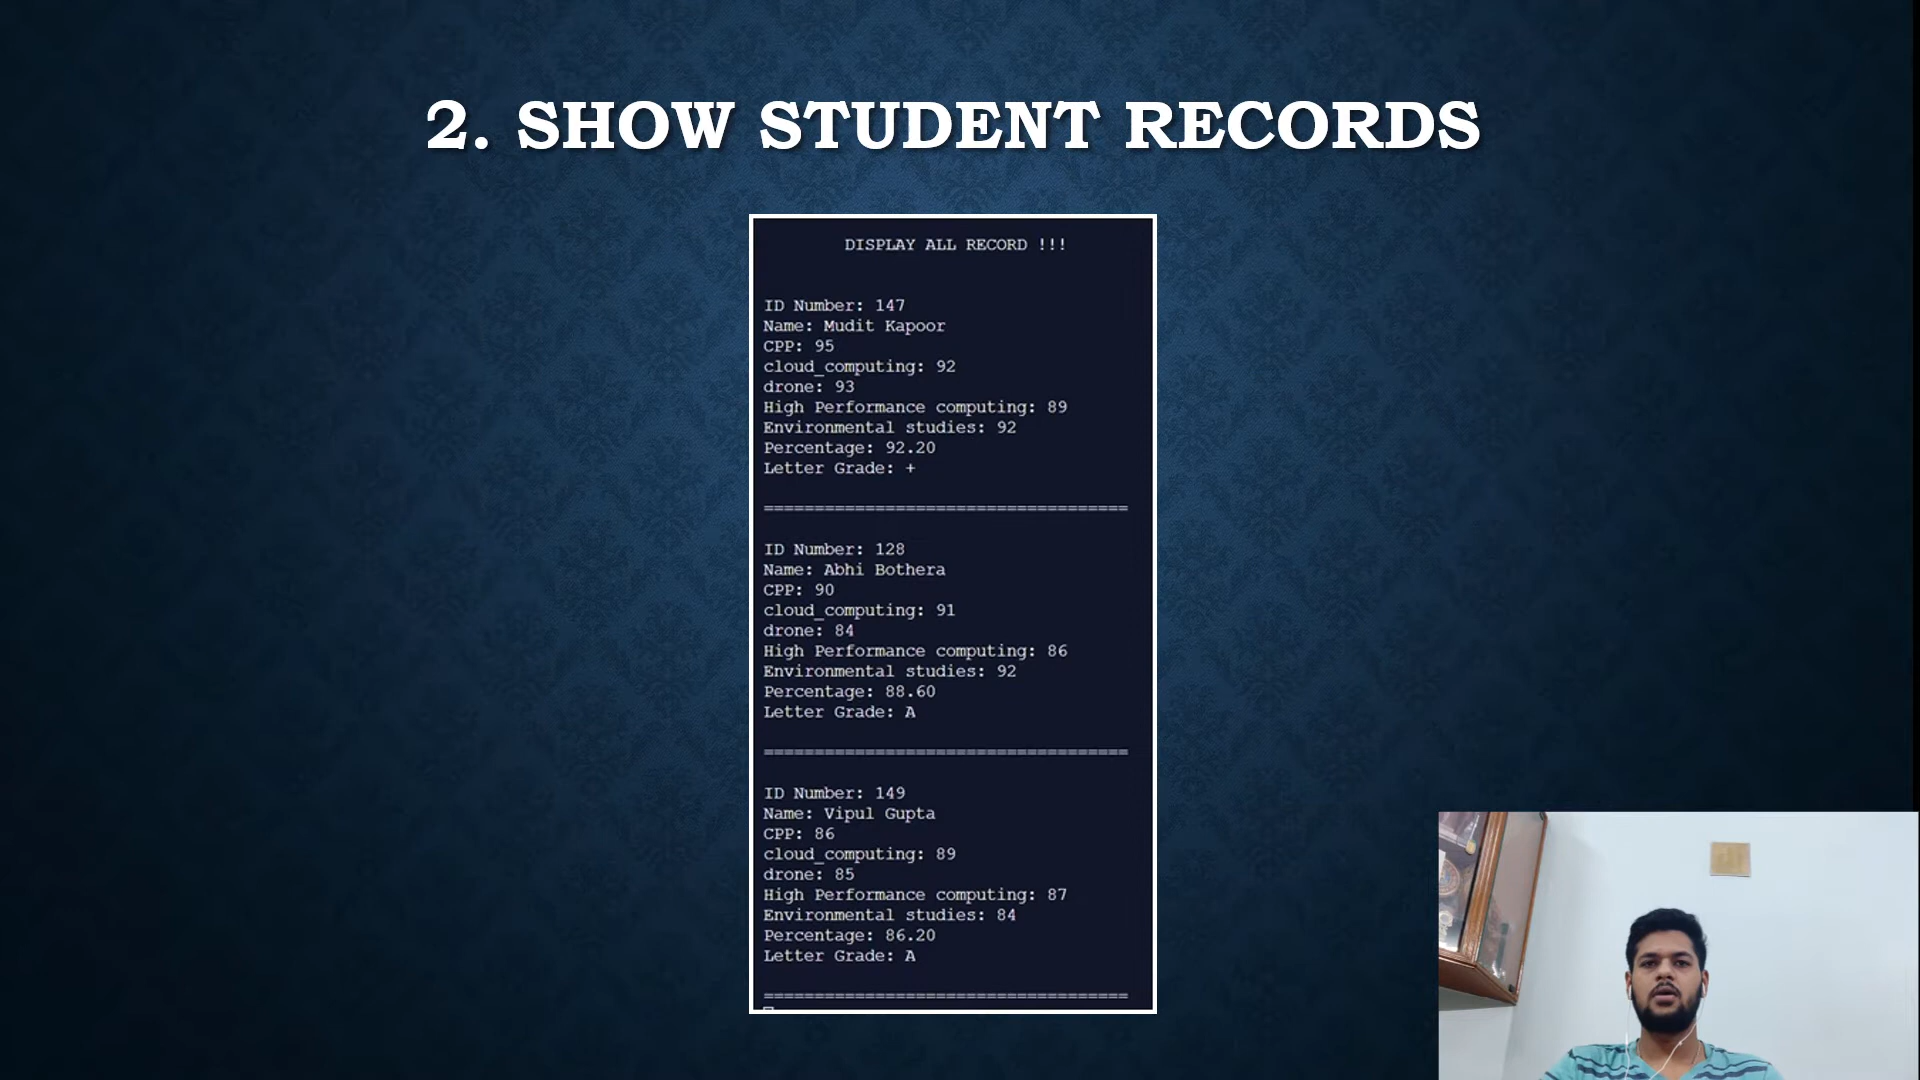 2. SHOW STUDENT RECORDS
DISPLAY ALL RECORD !!!
ID Number: 147
Name: Mudit Kapoor
CPP: 95
cloud_computing: 92
drone: 93
High Performance computing: 89
Environmental studies: 92
Percentage: 92.20
Letter Grade: +
====================================
ID Number: 128
Name: Abhi Bothera
CPP: 90
cloud_computing: 91
drone: 84
High Performance computing: 86
Environmental studies: 92
Percentage: 88.60
Letter Grade: A
====================================
ID Number: 149
Name: Vipul Gupta
CPP: 86
cloud_computing: 89
drone: 85
High Performance computing: 87
Environmental studies: 84
Percentage: 86.20
Letter Grade: A
====================================